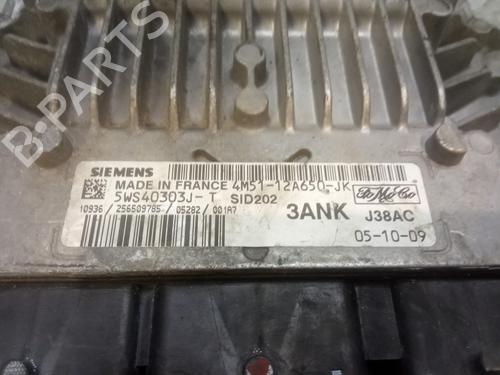 B-Parts
SIEMENS
MADE IN FRANCE 4M51-12A650-JK
5WS40303J-T SID202
10936 / 256509785 / 05282 / 001A7
3ANK J38AC
FoMoCo
05-10-09